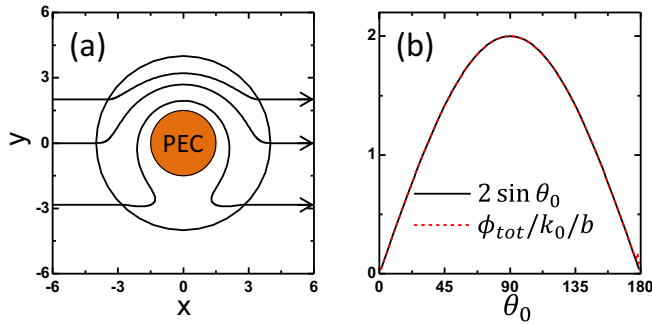 (a)
PEC
y
6
3
0
-3
-6
-6 -3 0 3 6
x
(b)
2
1
0
2 sin θ₀
ϕ_tot/k₀/b
0 45 90 135 180
θ₀